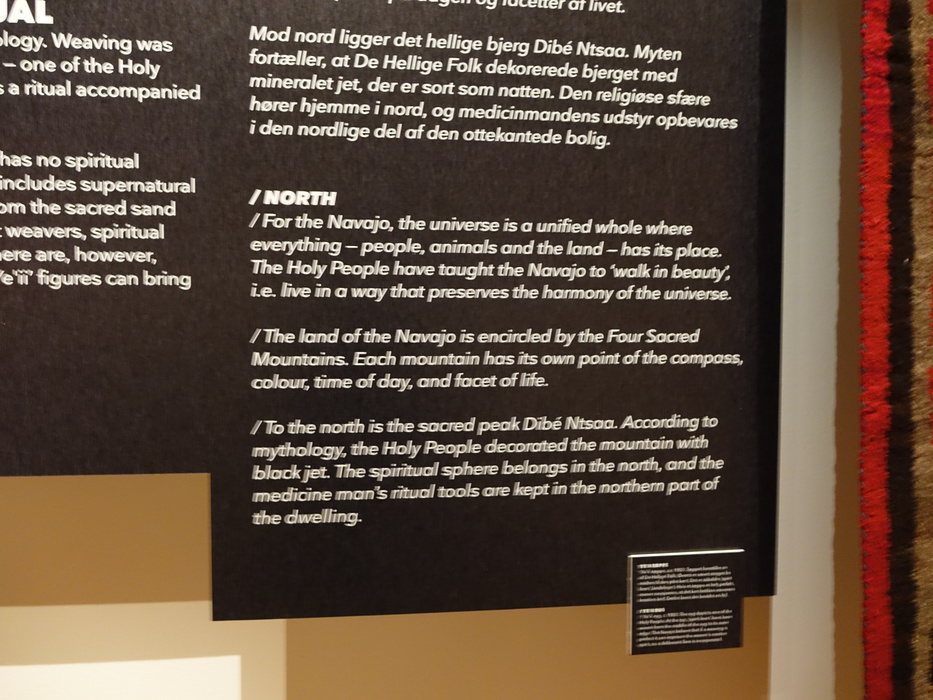 UAL
ology. Weaving was
– one of the Holy
s a ritual accompanied
has no spiritual
includes supernatural
om the sacred sand
t weavers, spiritual
here are, however,
Ye'ii' figures can bring
og facetter af livet.
Mod nord ligger det hellige bjerg Dibé Ntsaa. Myten
fortæller, at De Hellige Folk dekorerede bjerget med
mineralet jet, der er sort som natten. Den religiøse sfære
hører hjemme i nord, og medicinmandens udstyr opbevares
i den nordlige del af den ottekantede bolig.
/ NORTH
/ For the Navajo, the universe is a unified whole where
everything – people, animals and the land – has its place.
The Holy People have taught the Navajo to 'walk in beauty',
i.e. live in a way that preserves the harmony of the universe.
/ The land of the Navajo is encircled by the Four Sacred
Mountains. Each mountain has its own point of the compass,
colour, time of day, and facet of life.
/ To the north is the sacred peak Dibé Ntsaa. According to
mythology, the Holy People decorated the mountain with
black jet. The spiritual sphere belongs in the north, and the
medicine man's ritual tools are kept in the northern part of
the dwelling.